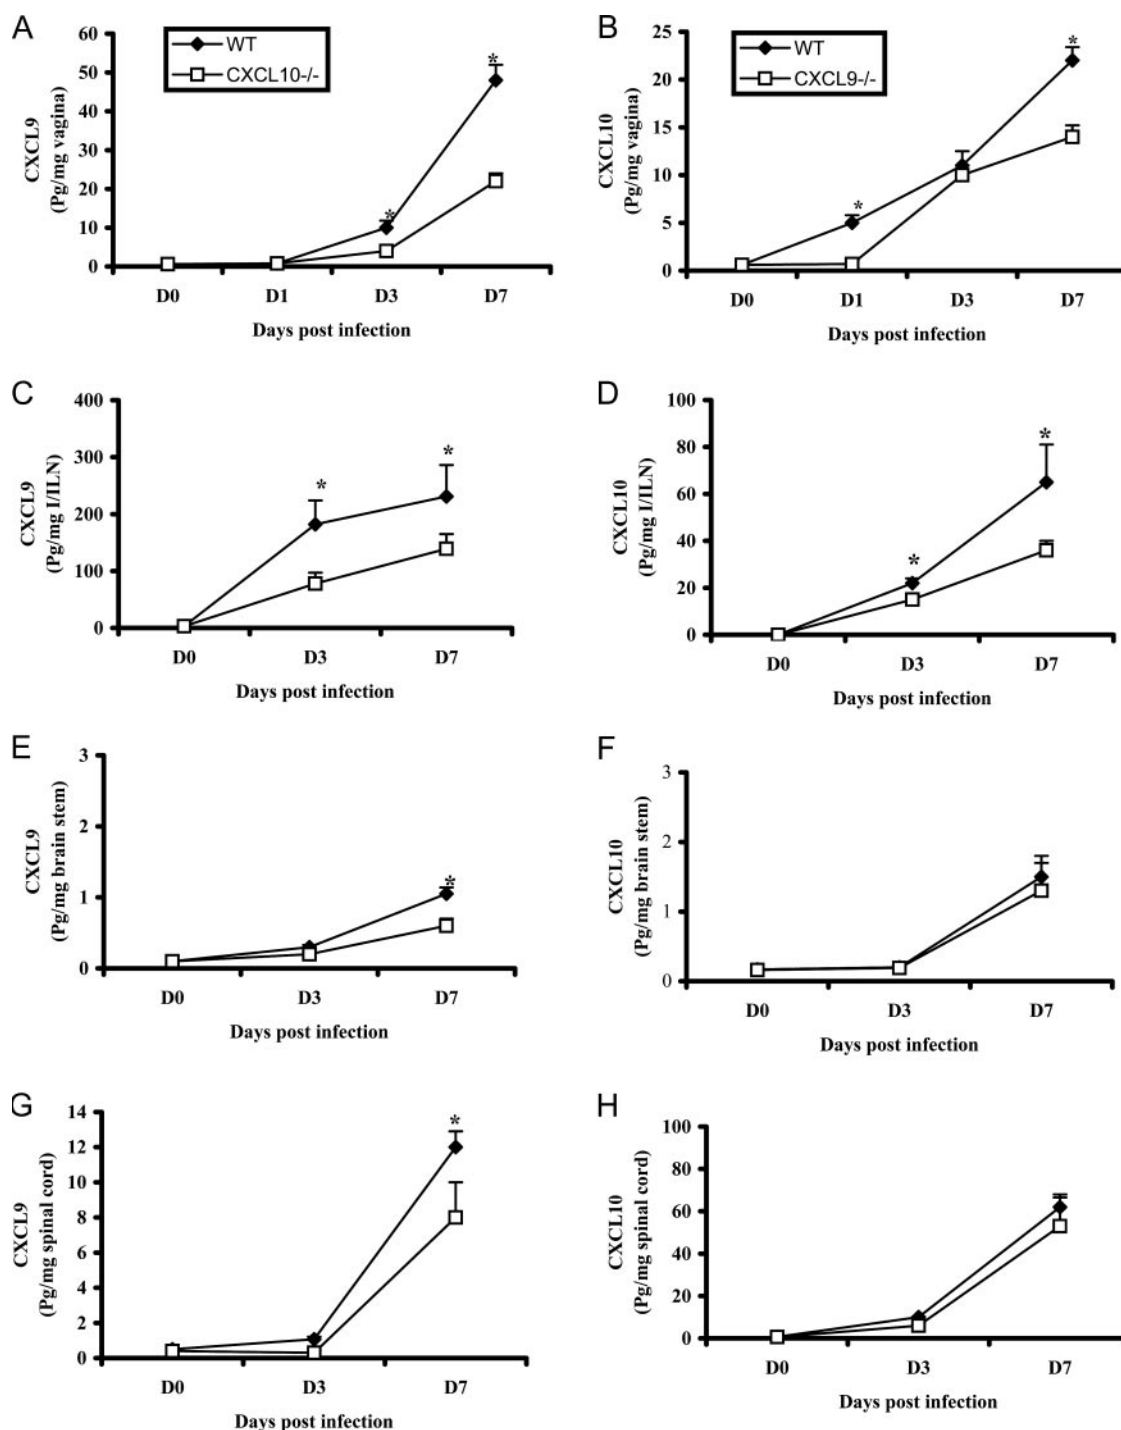 A
CXCL9
(Pg/mg vagina)
60
50
40
30
20
10
0
WT
CXCL10-/-
*
*
D0 D1 D3 D7
Days post infection
B
CXCL10
(Pg/mg vagina)
25
20
15
10
5
0
WT
CXCL9-/-
*
*
D0 D1 D3 D7
Days post infection
C
CXCL9
(Pg/mg I/ILN)
400
300
200
100
0
*
*
D0 D3 D7
Days post infection
D
CXCL10
(Pg/mg I/ILN)
100
80
60
40
20
0
*
*
D0 D3 D7
Days post infection
E
CXCL9
(Pg/mg brain stem)
3
2
1
0
*
D0 D3 D7
Days post infection
F
CXCL10
(Pg/mg brain stem)
3
2
1
0
D0 D3 D7
Days post infection
G
CXCL9
(Pg/mg spinal cord)
14
12
10
8
6
4
2
0
*
D0 D3 D7
Days post infection
H
CXCL10
(Pg/mg spinal cord)
100
80
60
40
20
0
D0 D3 D7
Days post infection